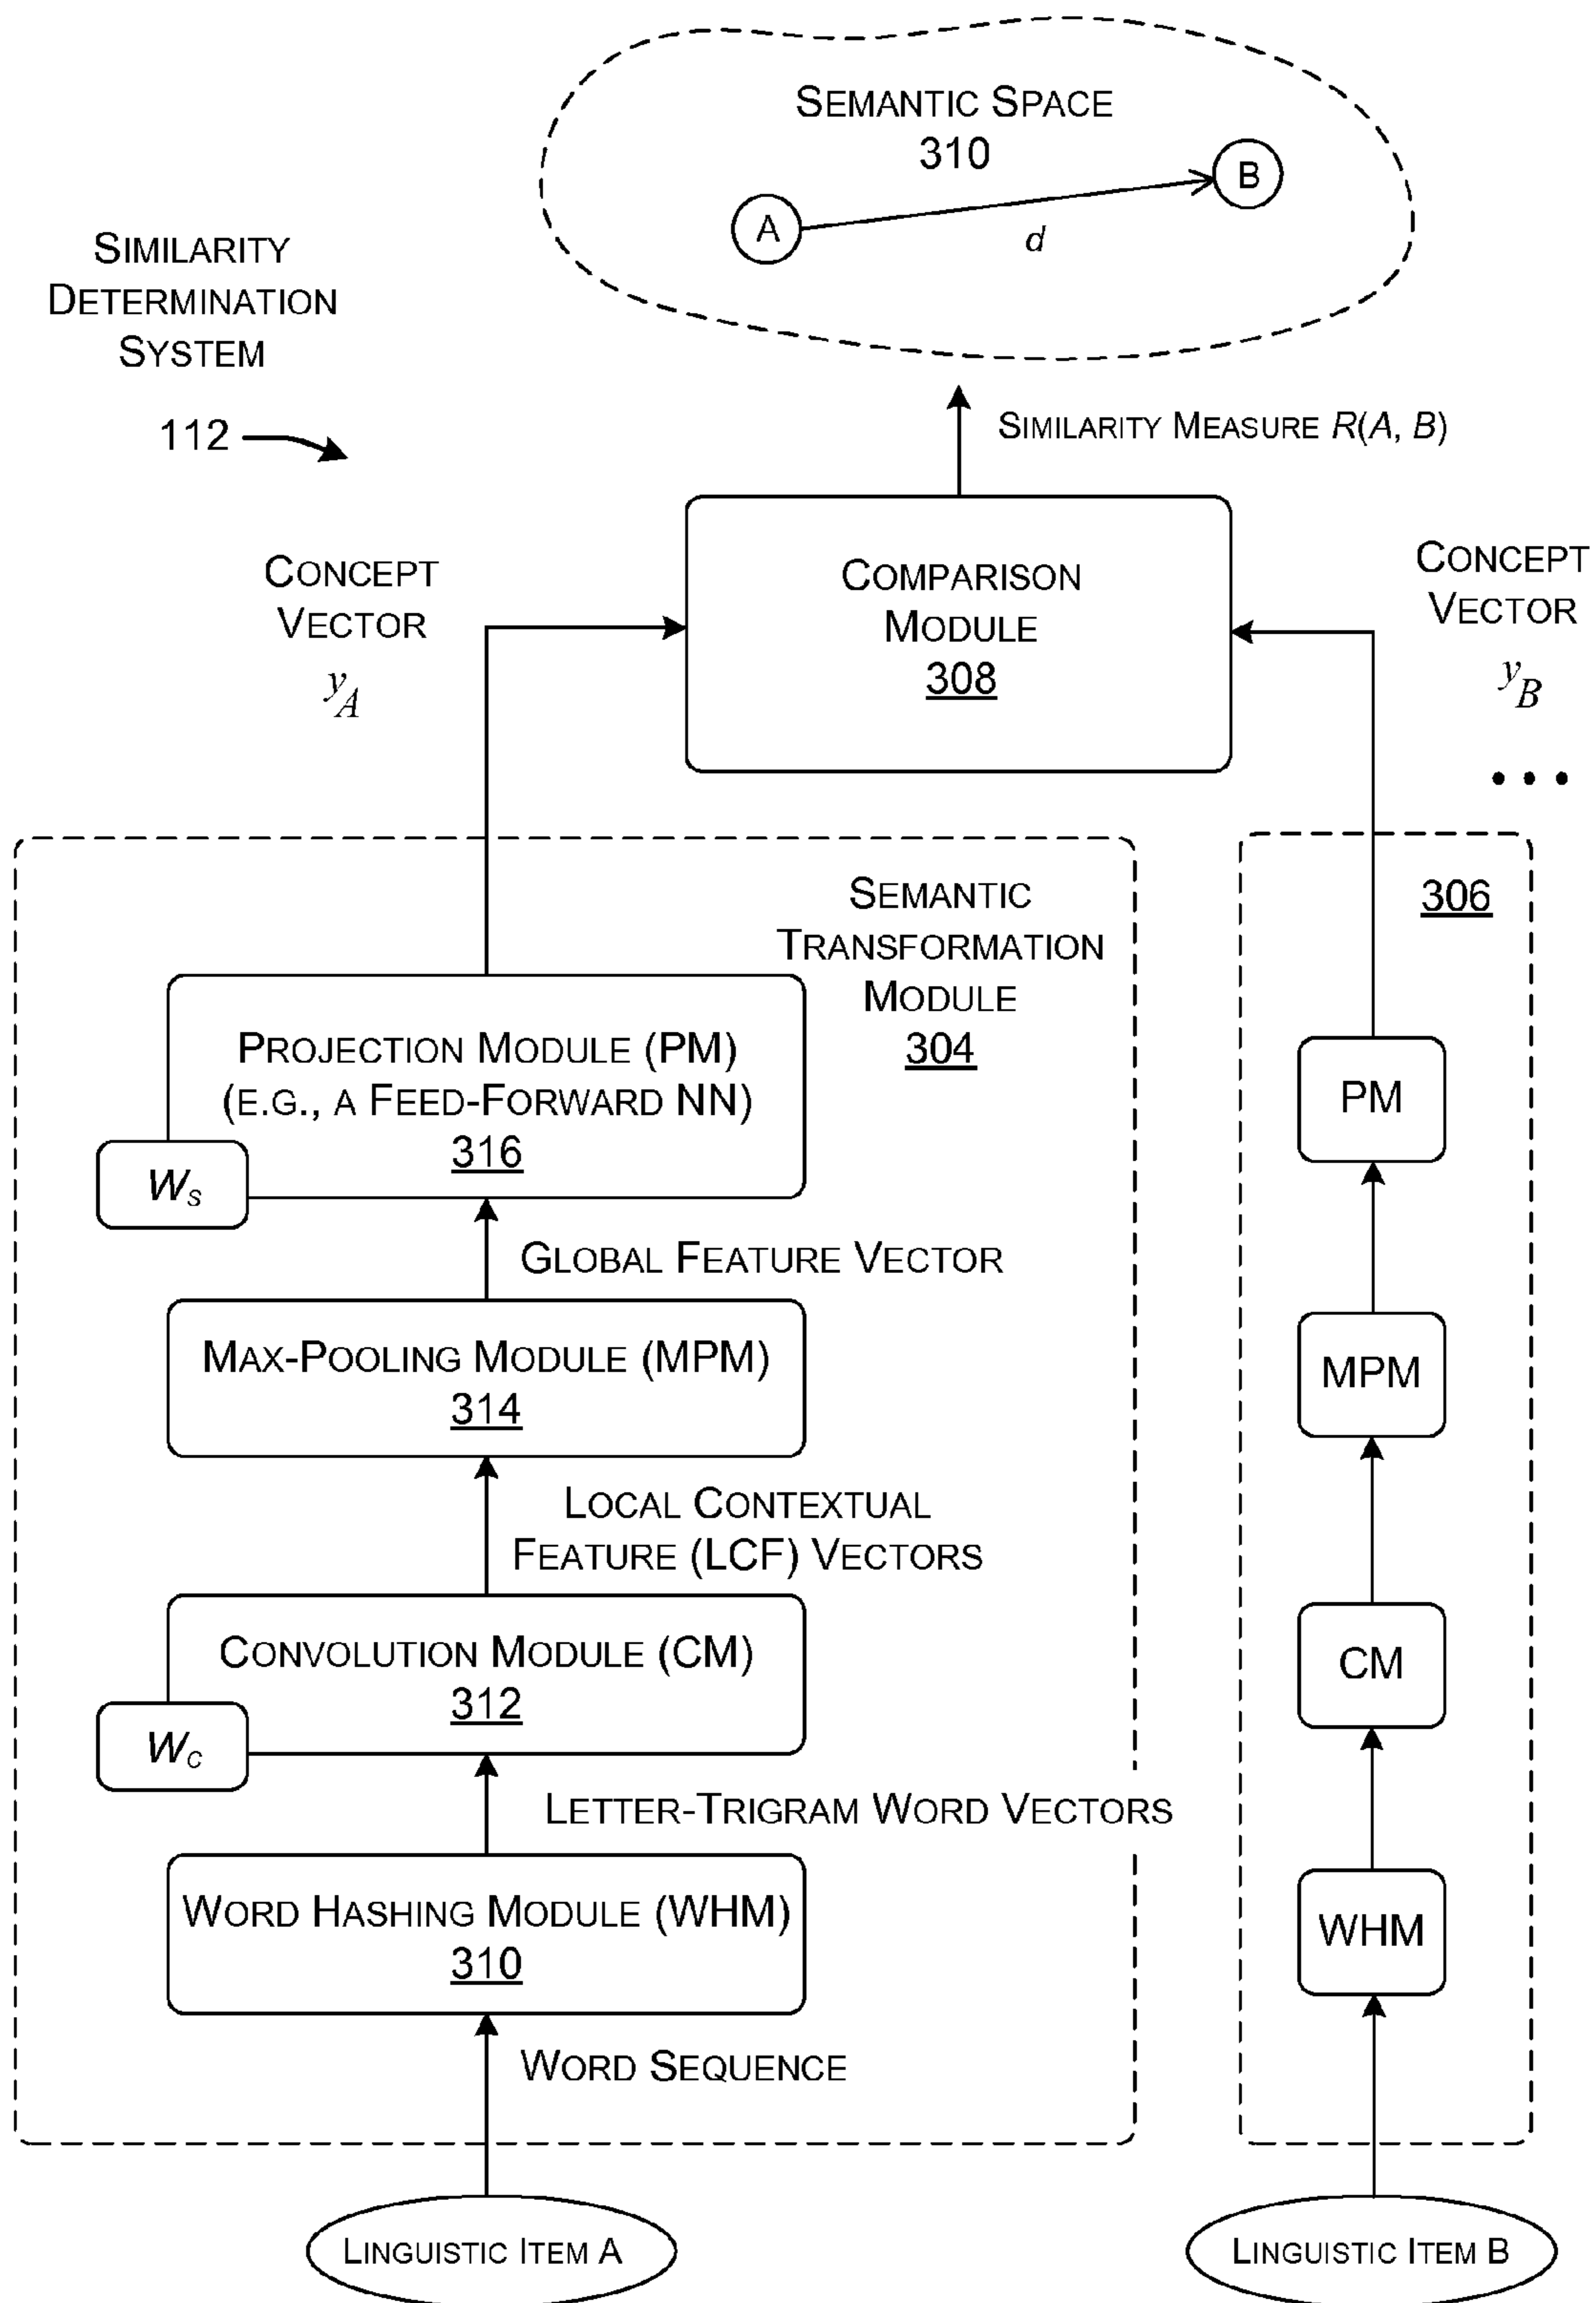 SEMANTIC SPACE
310
A
B
d
SIMILARITY
DETERMINATION
SYSTEM
112
SIMILARITY MEASURE R(A, B)
CONCEPT
VECTOR
yA
COMPARISON
MODULE
308
CONCEPT
VECTOR
yB
• • •
SEMANTIC
TRANSFORMATION
MODULE
304
PROJECTION MODULE (PM)
(E.G., A FEED-FORWARD NN)
316
Ws
GLOBAL FEATURE VECTOR
MAX-POOLING MODULE (MPM)
314
LOCAL CONTEXTUAL
FEATURE (LCF) VECTORS
CONVOLUTION MODULE (CM)
312
Wc
LETTER-TRIGRAM WORD VECTORS
WORD HASHING MODULE (WHM)
310
WORD SEQUENCE
LINGUISTIC ITEM A
306
PM
MPM
CM
WHM
LINGUISTIC ITEM B